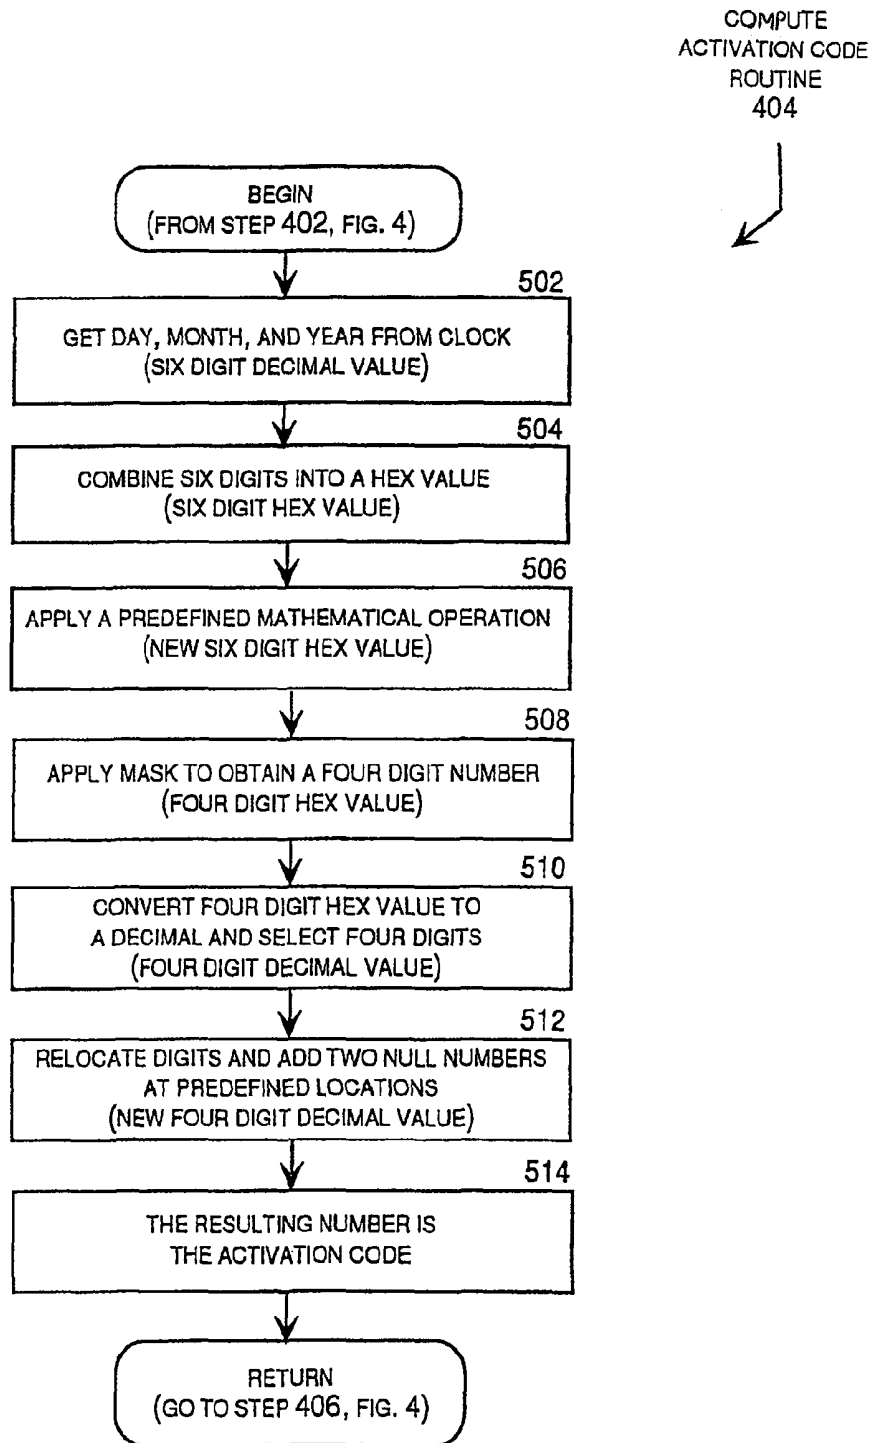 COMPUTE
ACTIVATION CODE
ROUTINE
404
BEGIN
(FROM STEP 402, FIG. 4)
502
GET DAY, MONTH, AND YEAR FROM CLOCK
(SIX DIGIT DECIMAL VALUE)
504
COMBINE SIX DIGITS INTO A HEX VALUE
(SIX DIGIT HEX VALUE)
506
APPLY A PREDEFINED MATHEMATICAL OPERATION
(NEW SIX DIGIT HEX VALUE)
508
APPLY MASK TO OBTAIN A FOUR DIGIT NUMBER
(FOUR DIGIT HEX VALUE)
510
CONVERT FOUR DIGIT HEX VALUE TO
A DECIMAL AND SELECT FOUR DIGITS
(FOUR DIGIT DECIMAL VALUE)
512
RELOCATE DIGITS AND ADD TWO NULL NUMBERS
AT PREDEFINED LOCATIONS
(NEW FOUR DIGIT DECIMAL VALUE)
514
THE RESULTING NUMBER IS
THE ACTIVATION CODE
RETURN
(GO TO STEP 406, FIG. 4)